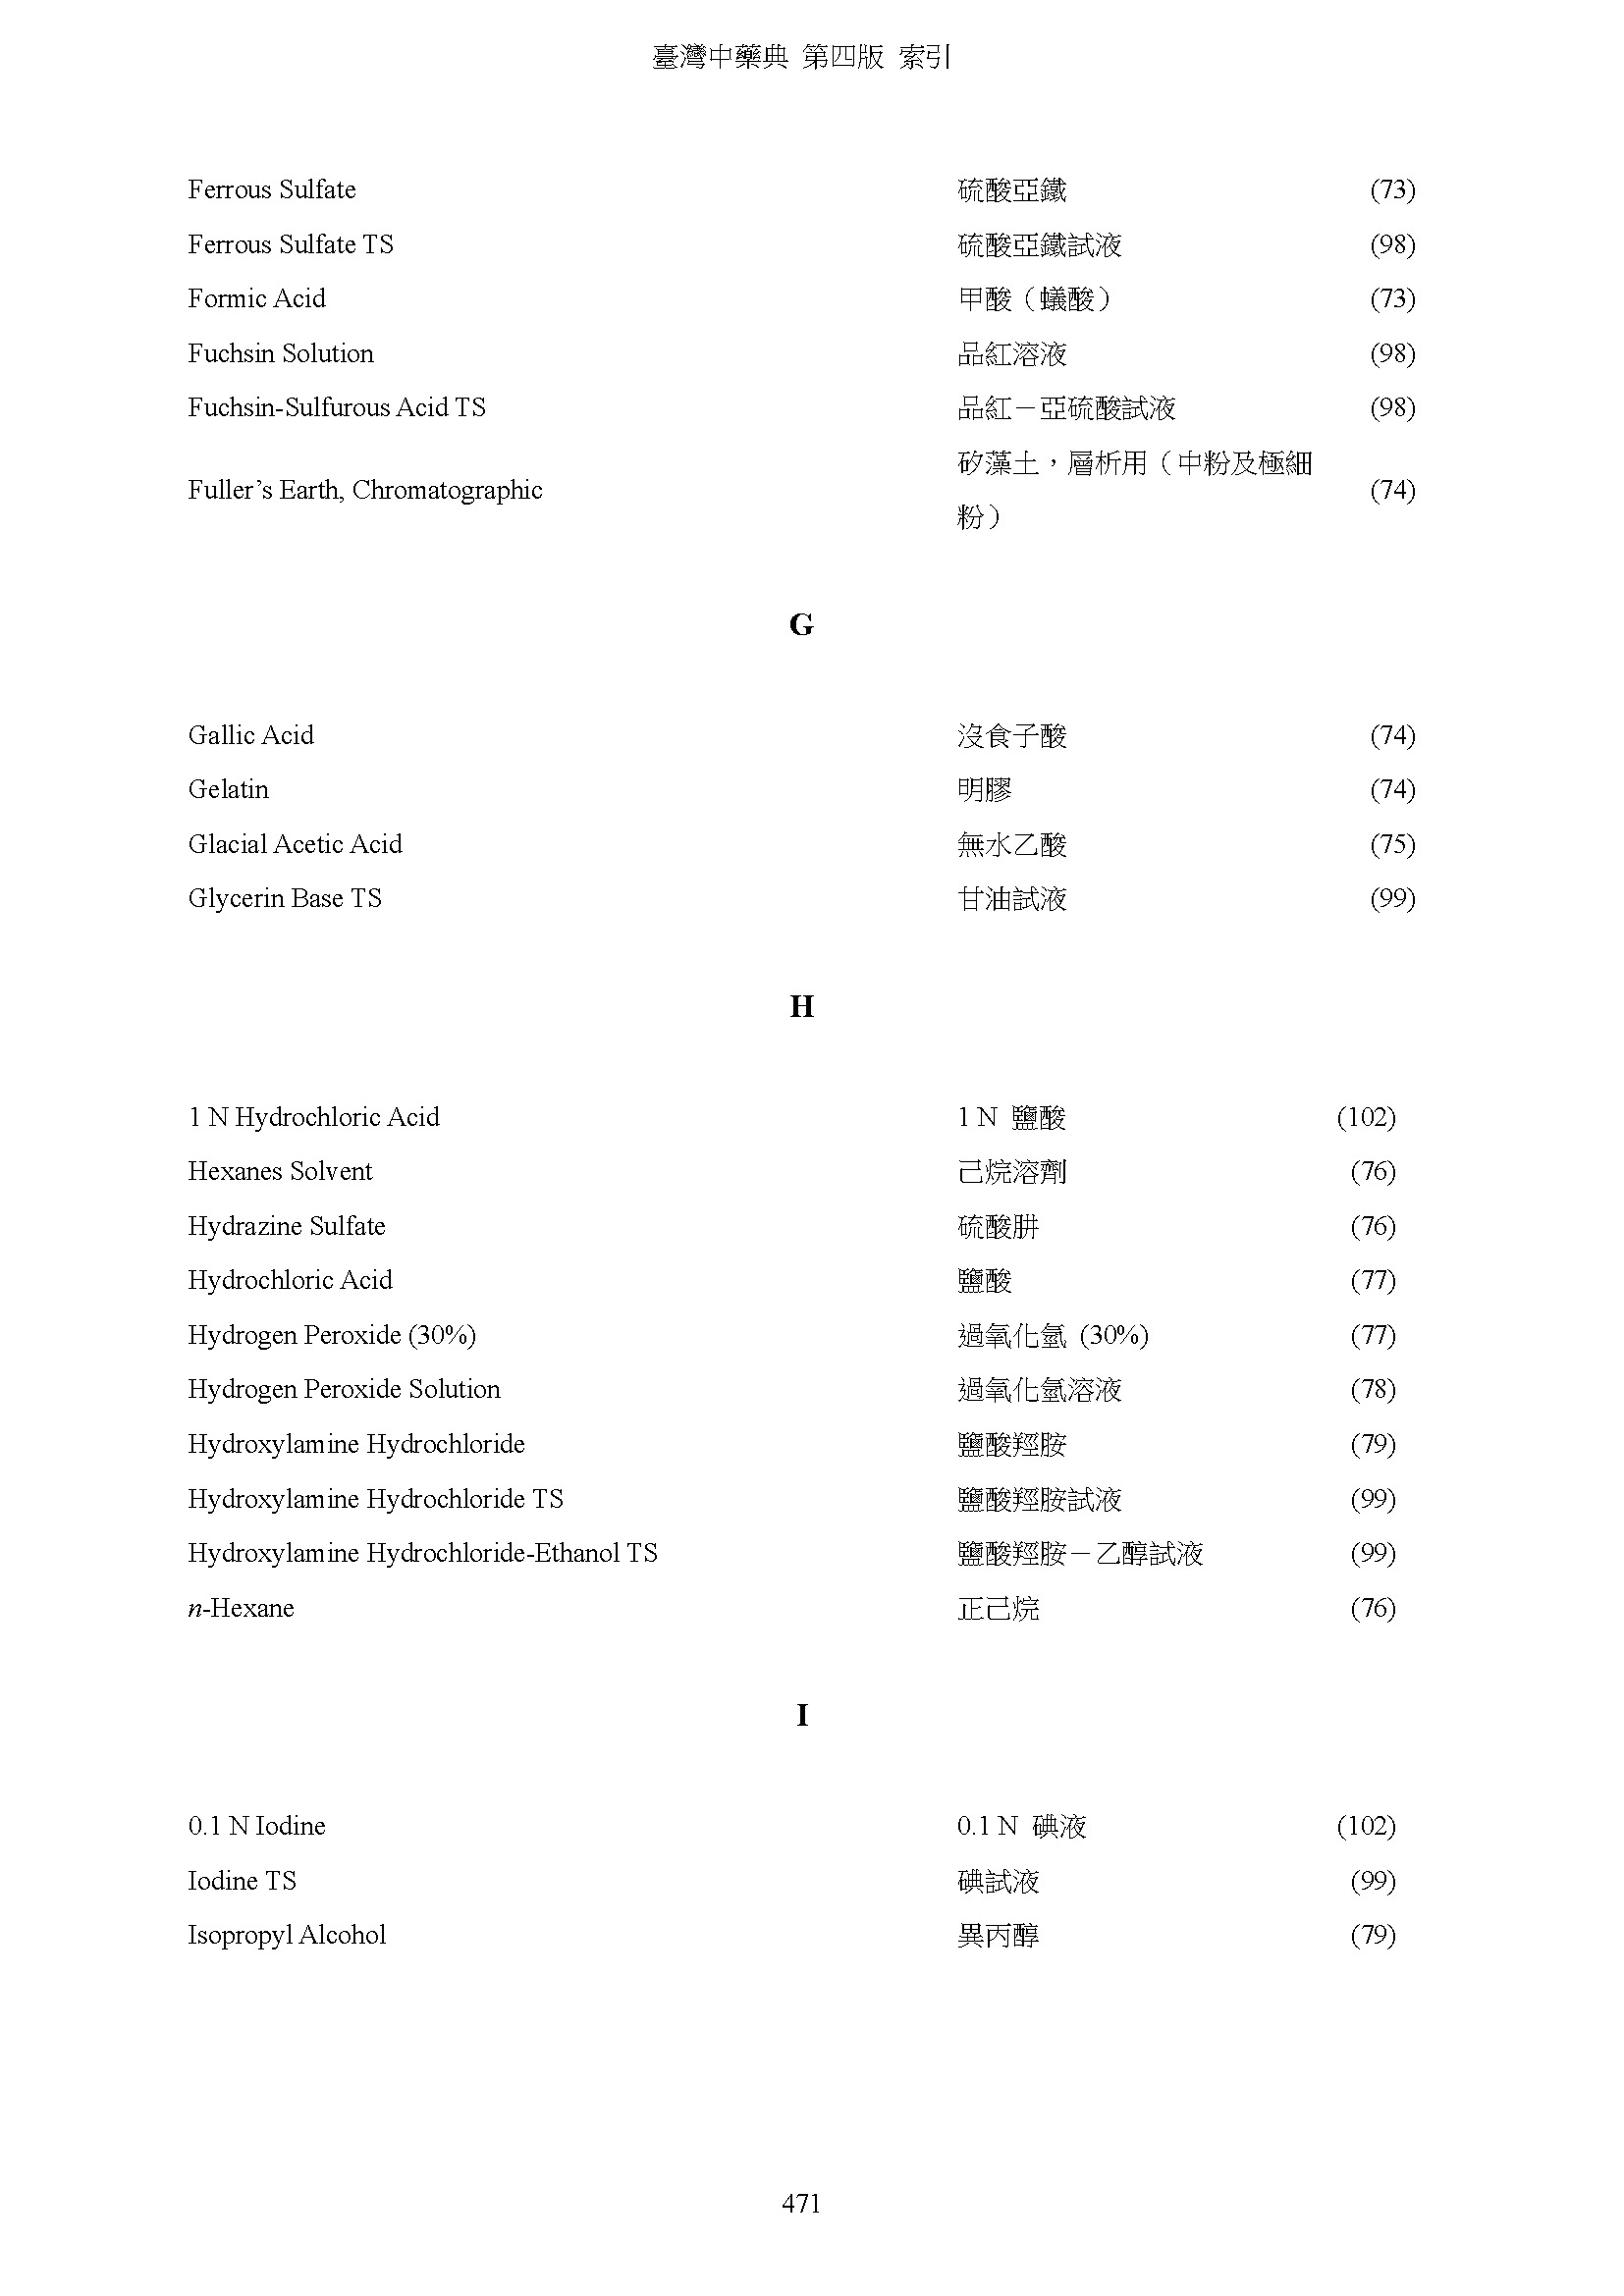 臺灣中藥典 第四版 索引
Ferrous Sulfate 硫酸亞鐵 (73)
Ferrous Sulfate TS 硫酸亞鐵試液 (98)
Formic Acid 甲酸（蟻酸） (73)
Fuchsin Solution 品紅溶液 (98)
Fuchsin-Sulfurous Acid TS 品紅－亞硫酸試液 (98)
Fuller’s Earth, Chromatographic 矽藻土，層析用（中粉及極細 (74)
粉）
G
Gallic Acid 沒食子酸 (74)
Gelatin 明膠 (74)
Glacial Acetic Acid 無水乙酸 (75)
Glycerin Base TS 甘油試液 (99)
H
1 N Hydrochloric Acid 1 N 鹽酸 (102)
Hexanes Solvent 己烷溶劑 (76)
Hydrazine Sulfate 硫酸肼 (76)
Hydrochloric Acid 鹽酸 (77)
Hydrogen Peroxide (30%) 過氧化氫 (30%) (77)
Hydrogen Peroxide Solution 過氧化氫溶液 (78)
Hydroxylamine Hydrochloride 鹽酸羥胺 (79)
Hydroxylamine Hydrochloride TS 鹽酸羥胺試液 (99)
Hydroxylamine Hydrochloride-Ethanol TS 鹽酸羥胺－乙醇試液 (99)
n-Hexane 正己烷 (76)
I
0.1 N Iodine 0.1 N 碘液 (102)
Iodine TS 碘試液 (99)
Isopropyl Alcohol 異丙醇 (79)
471